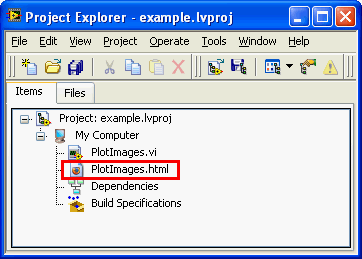 Project Explorer - example.lvproj
File Edit View Project Operate Tools Window Help
Items Files
Project: example.lvproj
My Computer
PlotImages.vi
PlotImages.html
Dependencies
Build Specifications